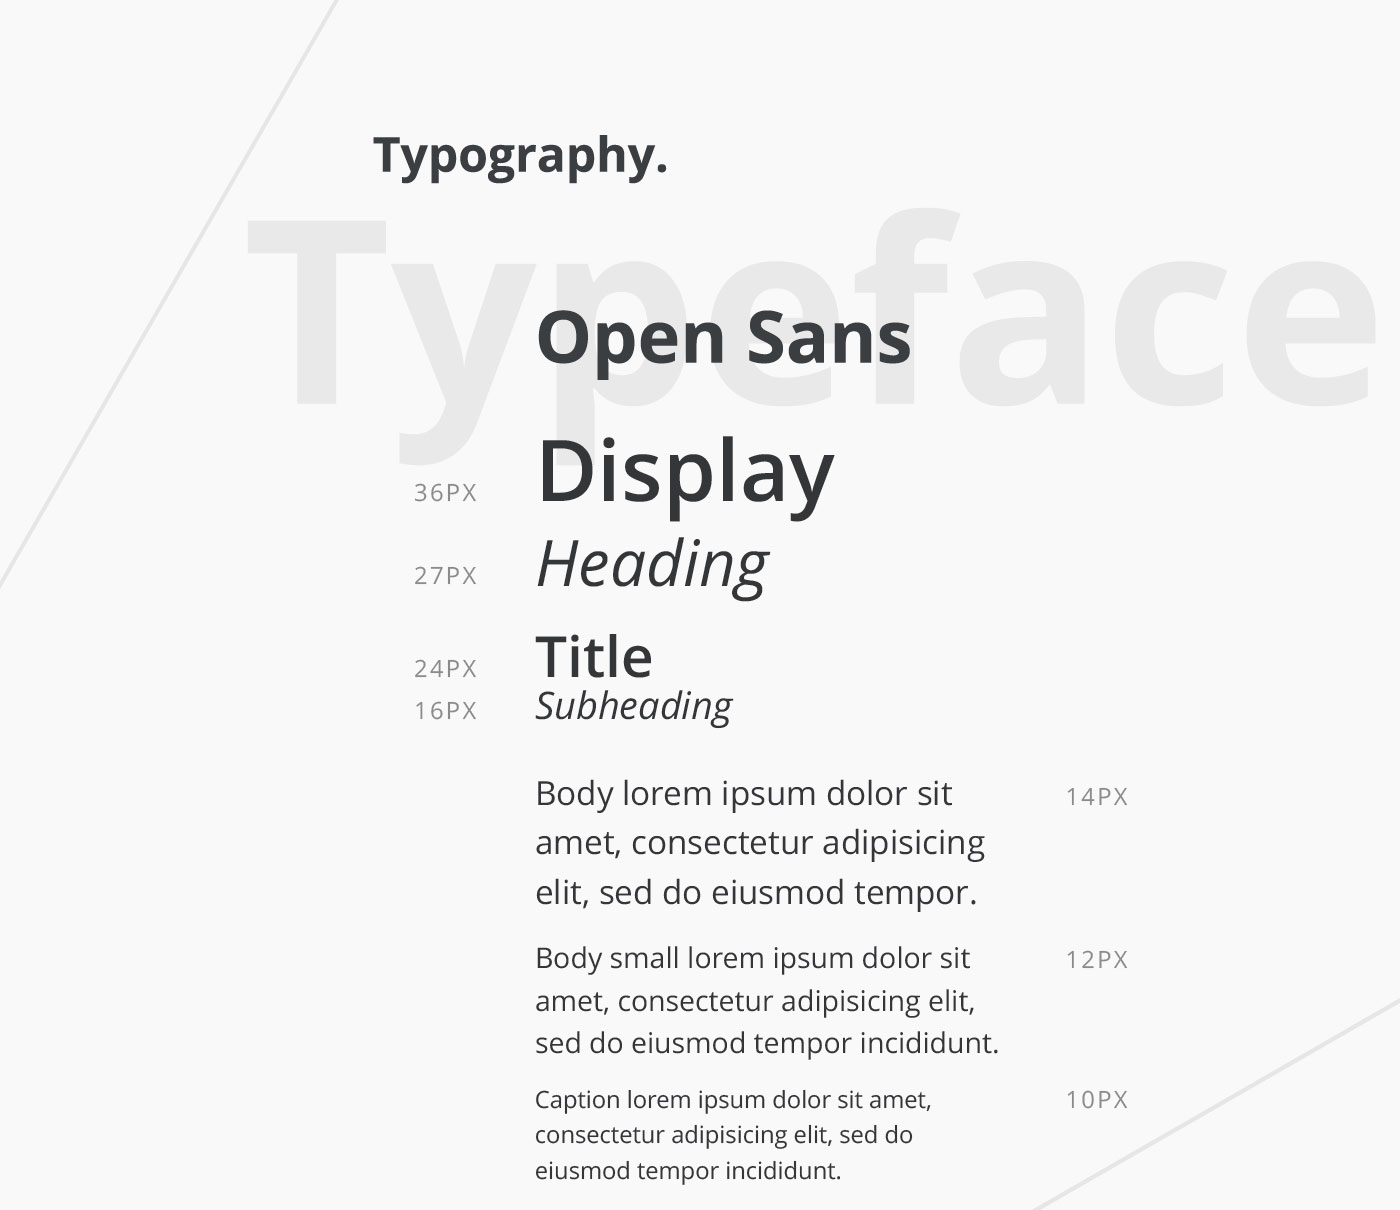 Typography.
Typeface
Open Sans
36PX Display
27PX Heading
24PX Title
16PX Subheading
Body lorem ipsum dolor sit 14PX
amet, consectetur adipisicing
elit, sed do eiusmod tempor.
Body small lorem ipsum dolor sit 12PX
amet, consectetur adipisicing elit,
sed do eiusmod tempor incididunt.
Caption lorem ipsum dolor sit amet, 10PX
consectetur adipisicing elit, sed do
eiusmod tempor incididunt.